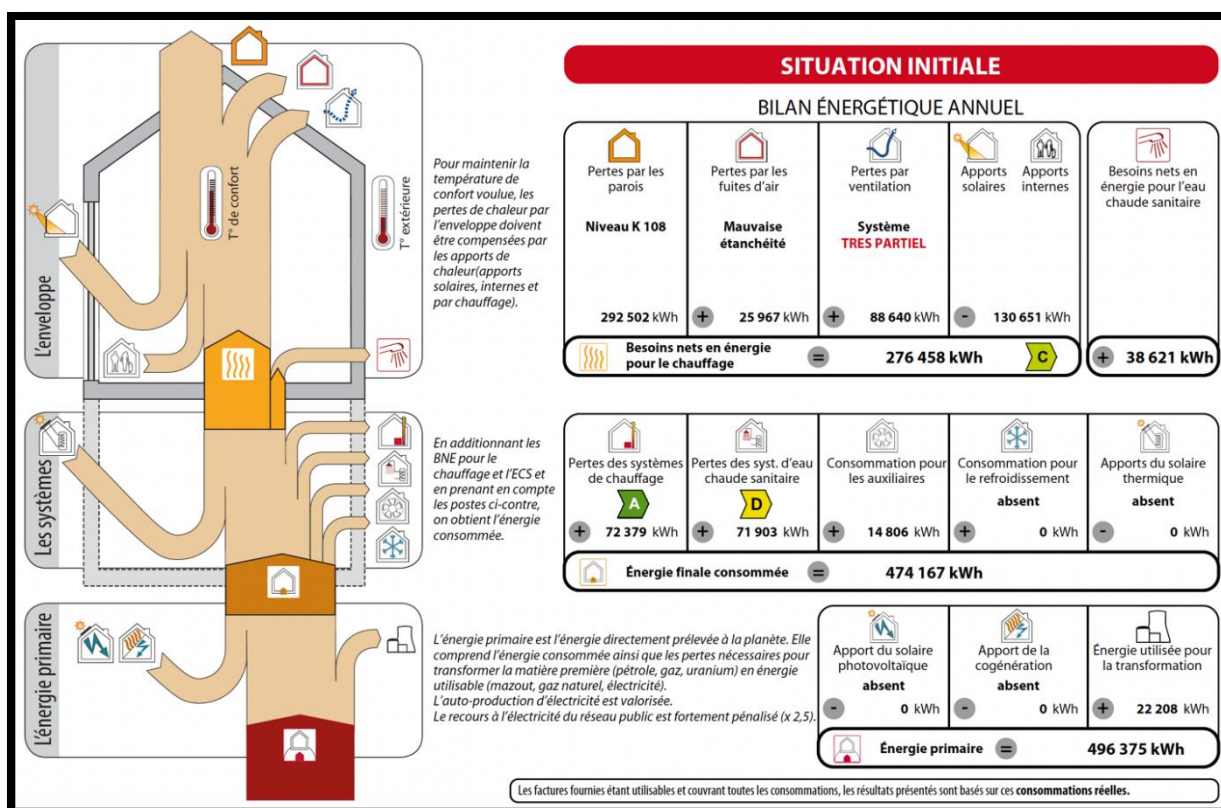 L'enveloppe
T° de confort
T° extérieure
Pour maintenir la
température de
confort voulue, les
pertes de chaleur par
l'enveloppe doivent
être compensées par
les apports de
chaleur(apports
solaires, internes et
par chauffage).
Les systèmes
En additionnant les
BNE pour le
chauffage et l'ECS et
en prenant en compte
les postes ci-contre,
on obtient l'énergie
consommée.
L'énergie primaire
L'énergie primaire est l'énergie directement prélevée à la planète. Elle
comprend l'énergie consommée ainsi que les pertes nécessaires pour
transformer la matière première (pétrole, gaz, uranium) en énergie
utilisable (mazout, gaz naturel, électricité).
L'auto-production d'électricité est valorisée.
Le recours à l'électricité du réseau public est fortement pénalisé (x 2,5).
SITUATION INITIALE
BILAN ÉNERGÉTIQUE ANNUEL
Pertes par les
parois
Niveau K 108
292 502 kWh
Pertes par les
fuites d'air
Mauvaise
étanchéité
+ 25 967 kWh
Pertes par
ventilation
Système
TRES PARTIEL
+ 88 640 kWh
Apports
solaires
Apports
internes
- 130 651 kWh
Besoins nets en
énergie pour l'eau
chaude sanitaire
+ 38 621 kWh
Besoins nets en énergie
pour le chauffage
= 276 458 kWh C
Pertes des systèmes
de chauffage
A
+ 72 379 kWh
Pertes des syst. d'eau
chaude sanitaire
D
+ 71 903 kWh
Consommation pour
les auxiliaires
+ 14 806 kWh
Consommation pour
le refroidissement
absent
+ 0 kWh
Apports du solaire
thermique
absent
- 0 kWh
Énergie finale consommée = 474 167 kWh
Apport du solaire
photovoltaïque
absent
- 0 kWh
Apport de la
cogénération
absent
- 0 kWh
Énergie utilisée pour
la transformation
+ 22 208 kWh
Énergie primaire = 496 375 kWh
Les factures fournies étant utilisables et couvrant toutes les consommations, les résultats présentés sont basés sur ces consommations réelles.